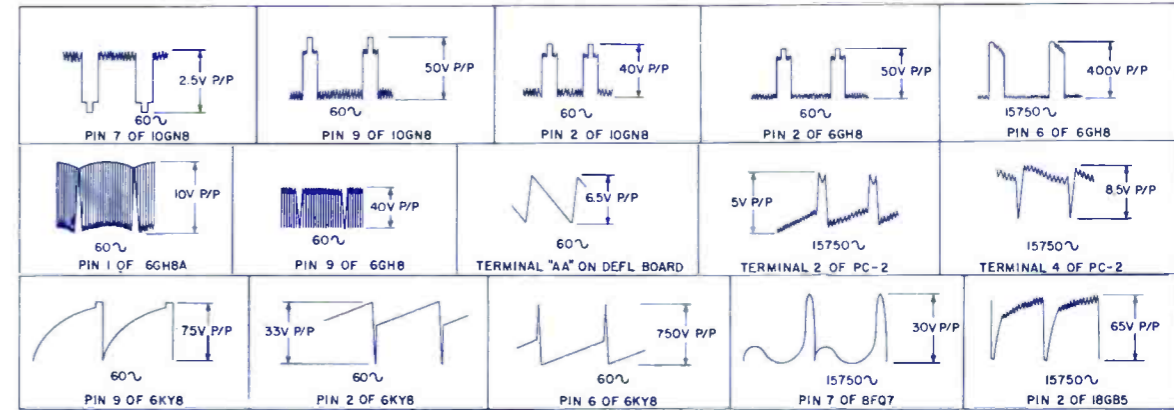 2.5V P/P
60~
PIN 7 OF 10GN8
50V P/P
60~
PIN 9 OF 10GN8
40V P/P
60~
PIN 2 OF 10GN8
50V P/P
60~
PIN 2 OF 6GH8
400V P/P
15750~
PIN 6 OF 6GH8
10V P/P
60~
PIN 1 OF 6GH8A
40V P/P
60~
PIN 9 OF 6GH8
6.5V P/P
60~
TERMINAL "AA" ON DEFL BOARD
5V P/P
15750~
TERMINAL 2 OF PC-2
8.5V P/P
15750~
TERMINAL 4 OF PC-2
75V P/P
60~
PIN 9 OF 6KY8
33V P/P
60~
PIN 2 OF 6KY8
750V P/P
60~
PIN 6 OF 6KY8
30V P/P
15750~
PIN 7 OF 8FQ7
65V P/P
15750~
PIN 2 OF 18GB5